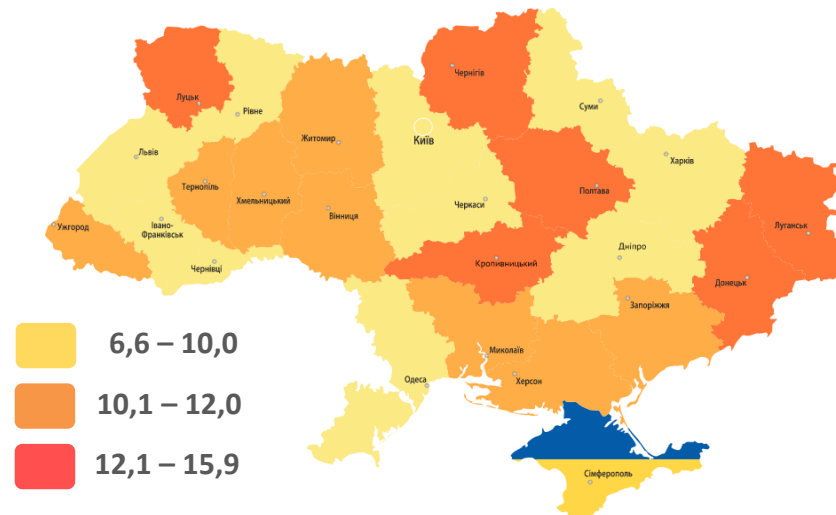 Чернігів
Луцьк
Рівне
Суми
Житомир
Київ
Львів
Харків
Тернопіль
Хмельницький
Полтава
Черкаси
Вінниця
Ужгород
Івано-
Франківськ
Луганськ
Чернівці
Кропивницький
Дніпро
Донецьк
Запоріжжя
6,6 – 10,0
Миколаїв
Одеса
Херсон
10,1 – 12,0
12,1 – 15,9
Сімферополь